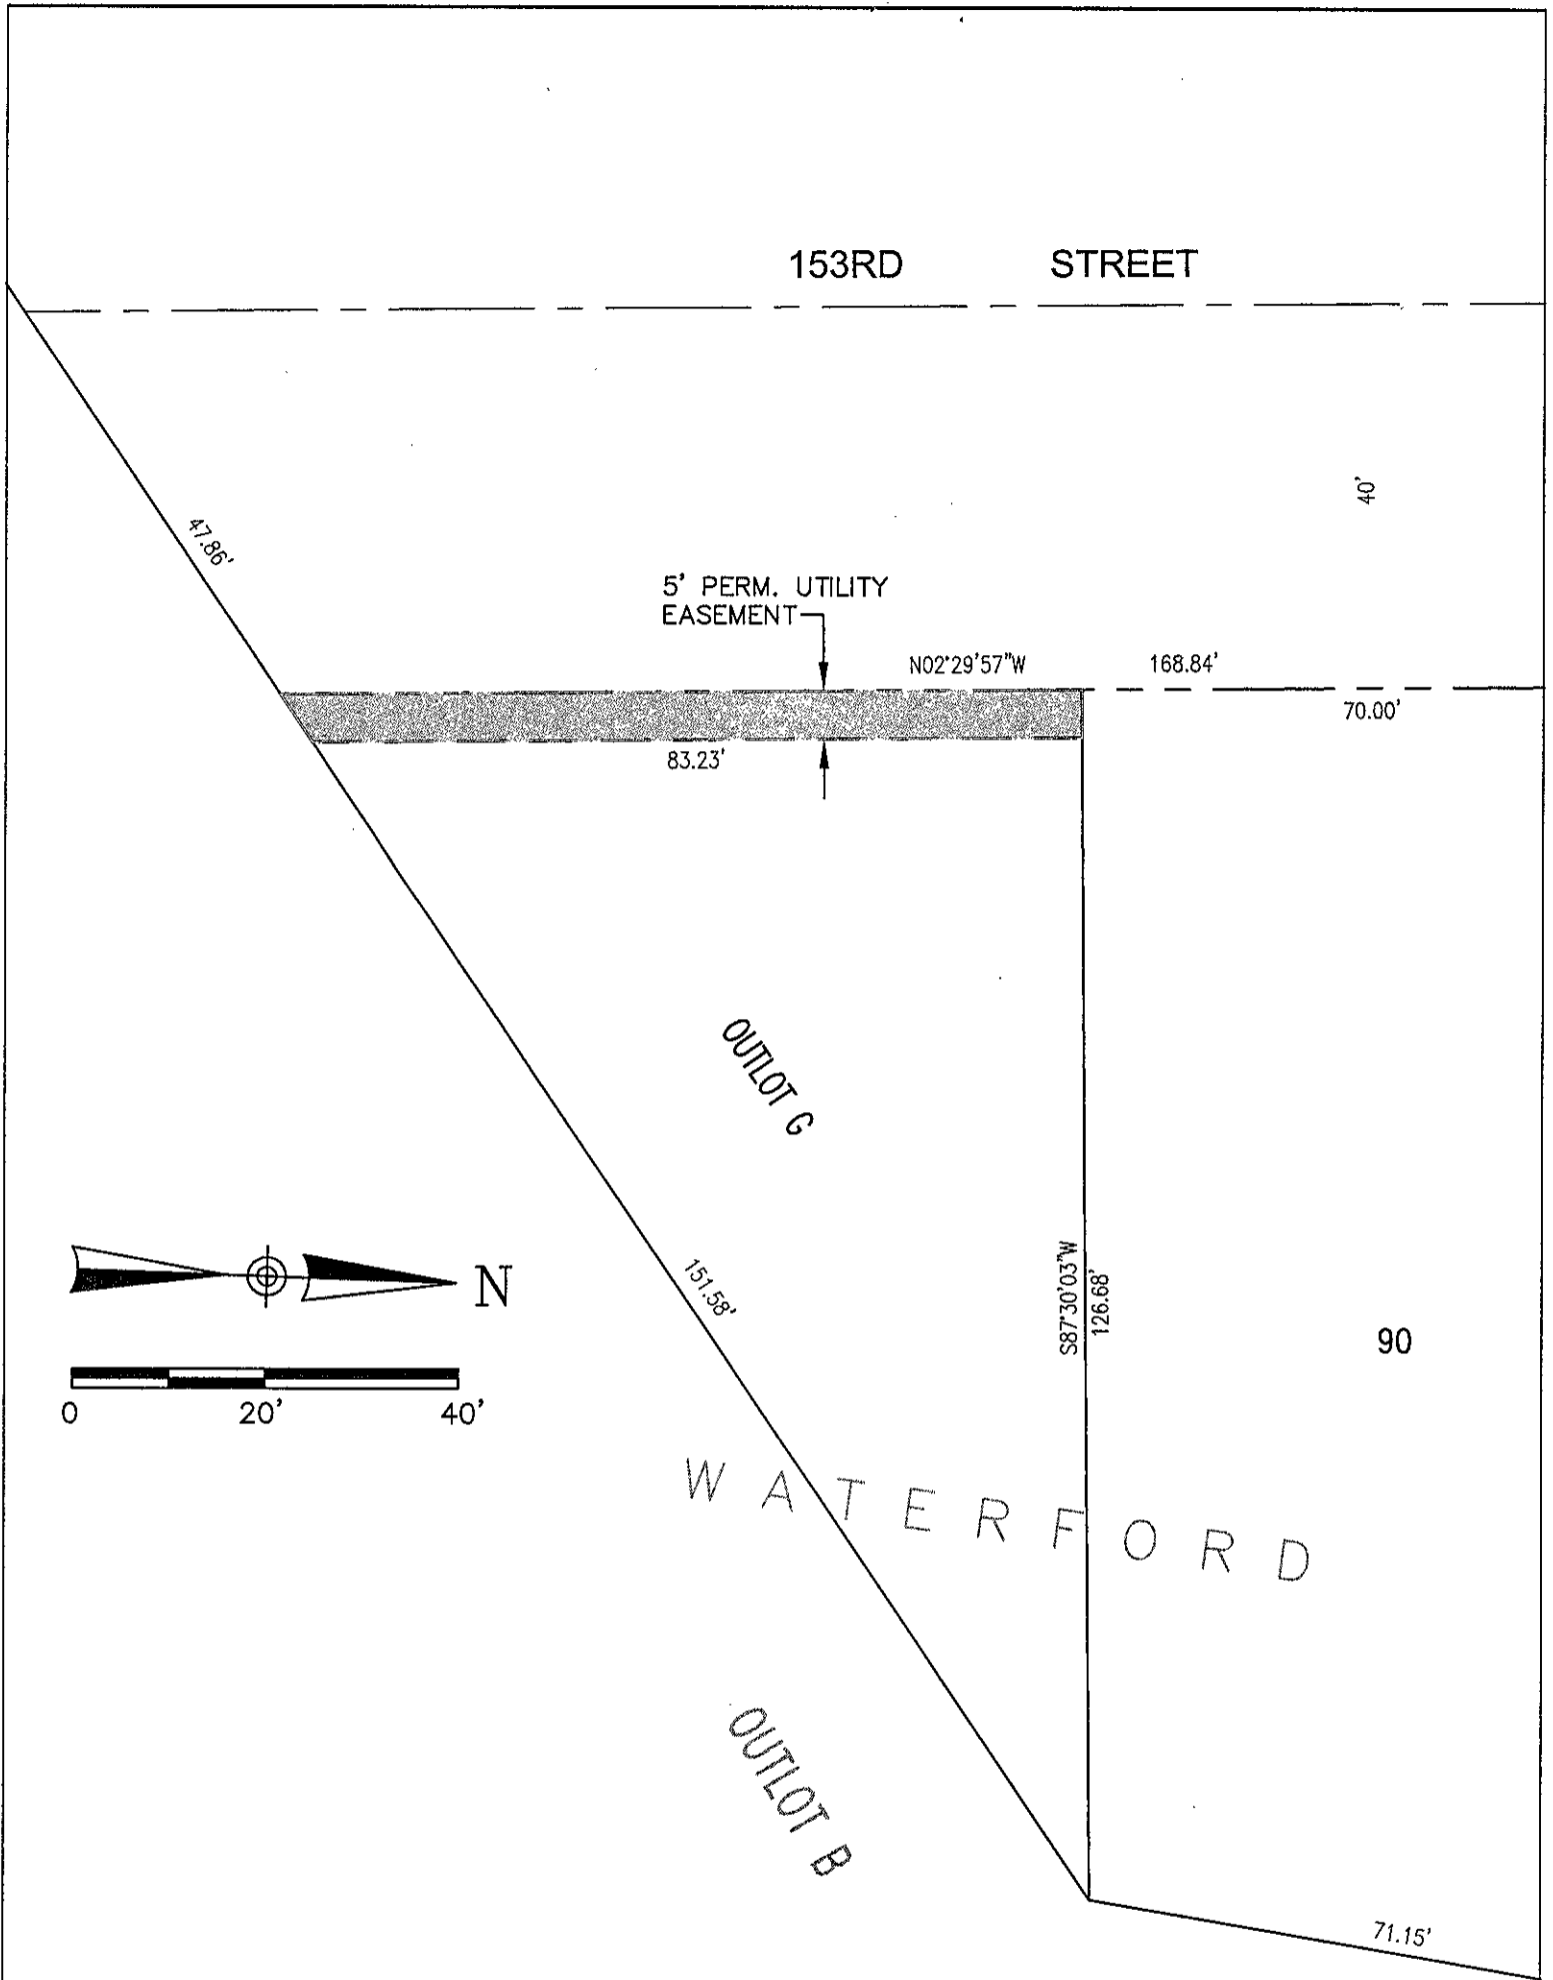 153RD STREET
40'
47.86'
5' PERM. UTILITY
EASEMENT
N02°29'57"W 168.84'
70.00'
83.23'
OUTLOT G
151.58'
S87°30'03"W
126.68'
N
90
0 20' 40'
WATERFORD
OUTLOT B
71.15'